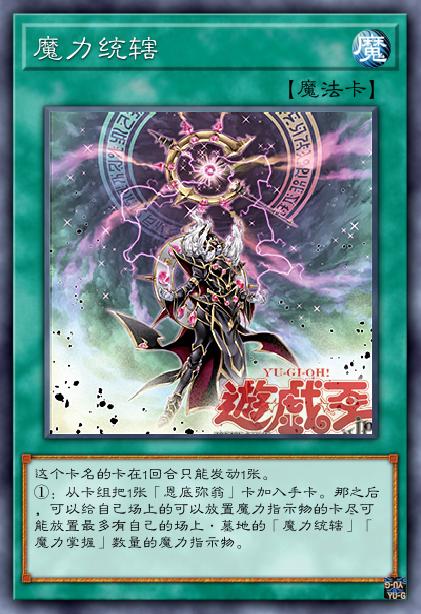 魔力统辖
魔
【魔法卡】
YU-GI-OH!
遊戯王
.jp
这个卡名的卡在1回合只能发动1张。
①：从卡组把1张「恩底弥翁」卡加入手卡。那之后
，可以给自己场上的可以放置魔力指示物的卡尽可
能放置最多有自己的场上·墓地的「魔力统辖」「
魔力掌握」数量的魔力指示物。